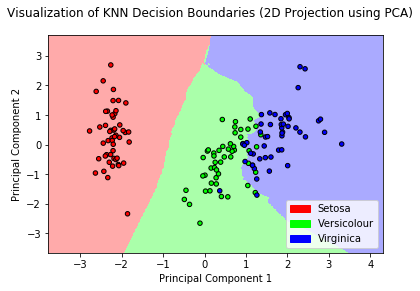 Visualization of KNN Decision Boundaries (2D Projection using PCA)
Principal Component 2
3
2
1
0
−1
−2
−3
−3
−2
−1
0
1
2
3
4
Principal Component 1
Setosa
Versicolour
Virginica